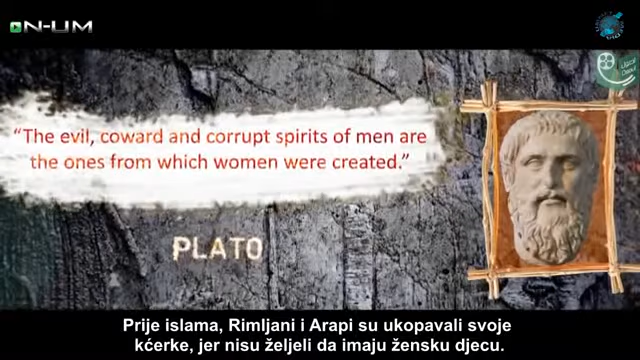 N-UM
"The evil, coward and corrupt spirits of men are
the ones from which women were created."
PLATO
Prije islama, Rimljani i Arapi su ukopavali svoje
kćerke, jer nisu željeli da imaju žensku djecu.